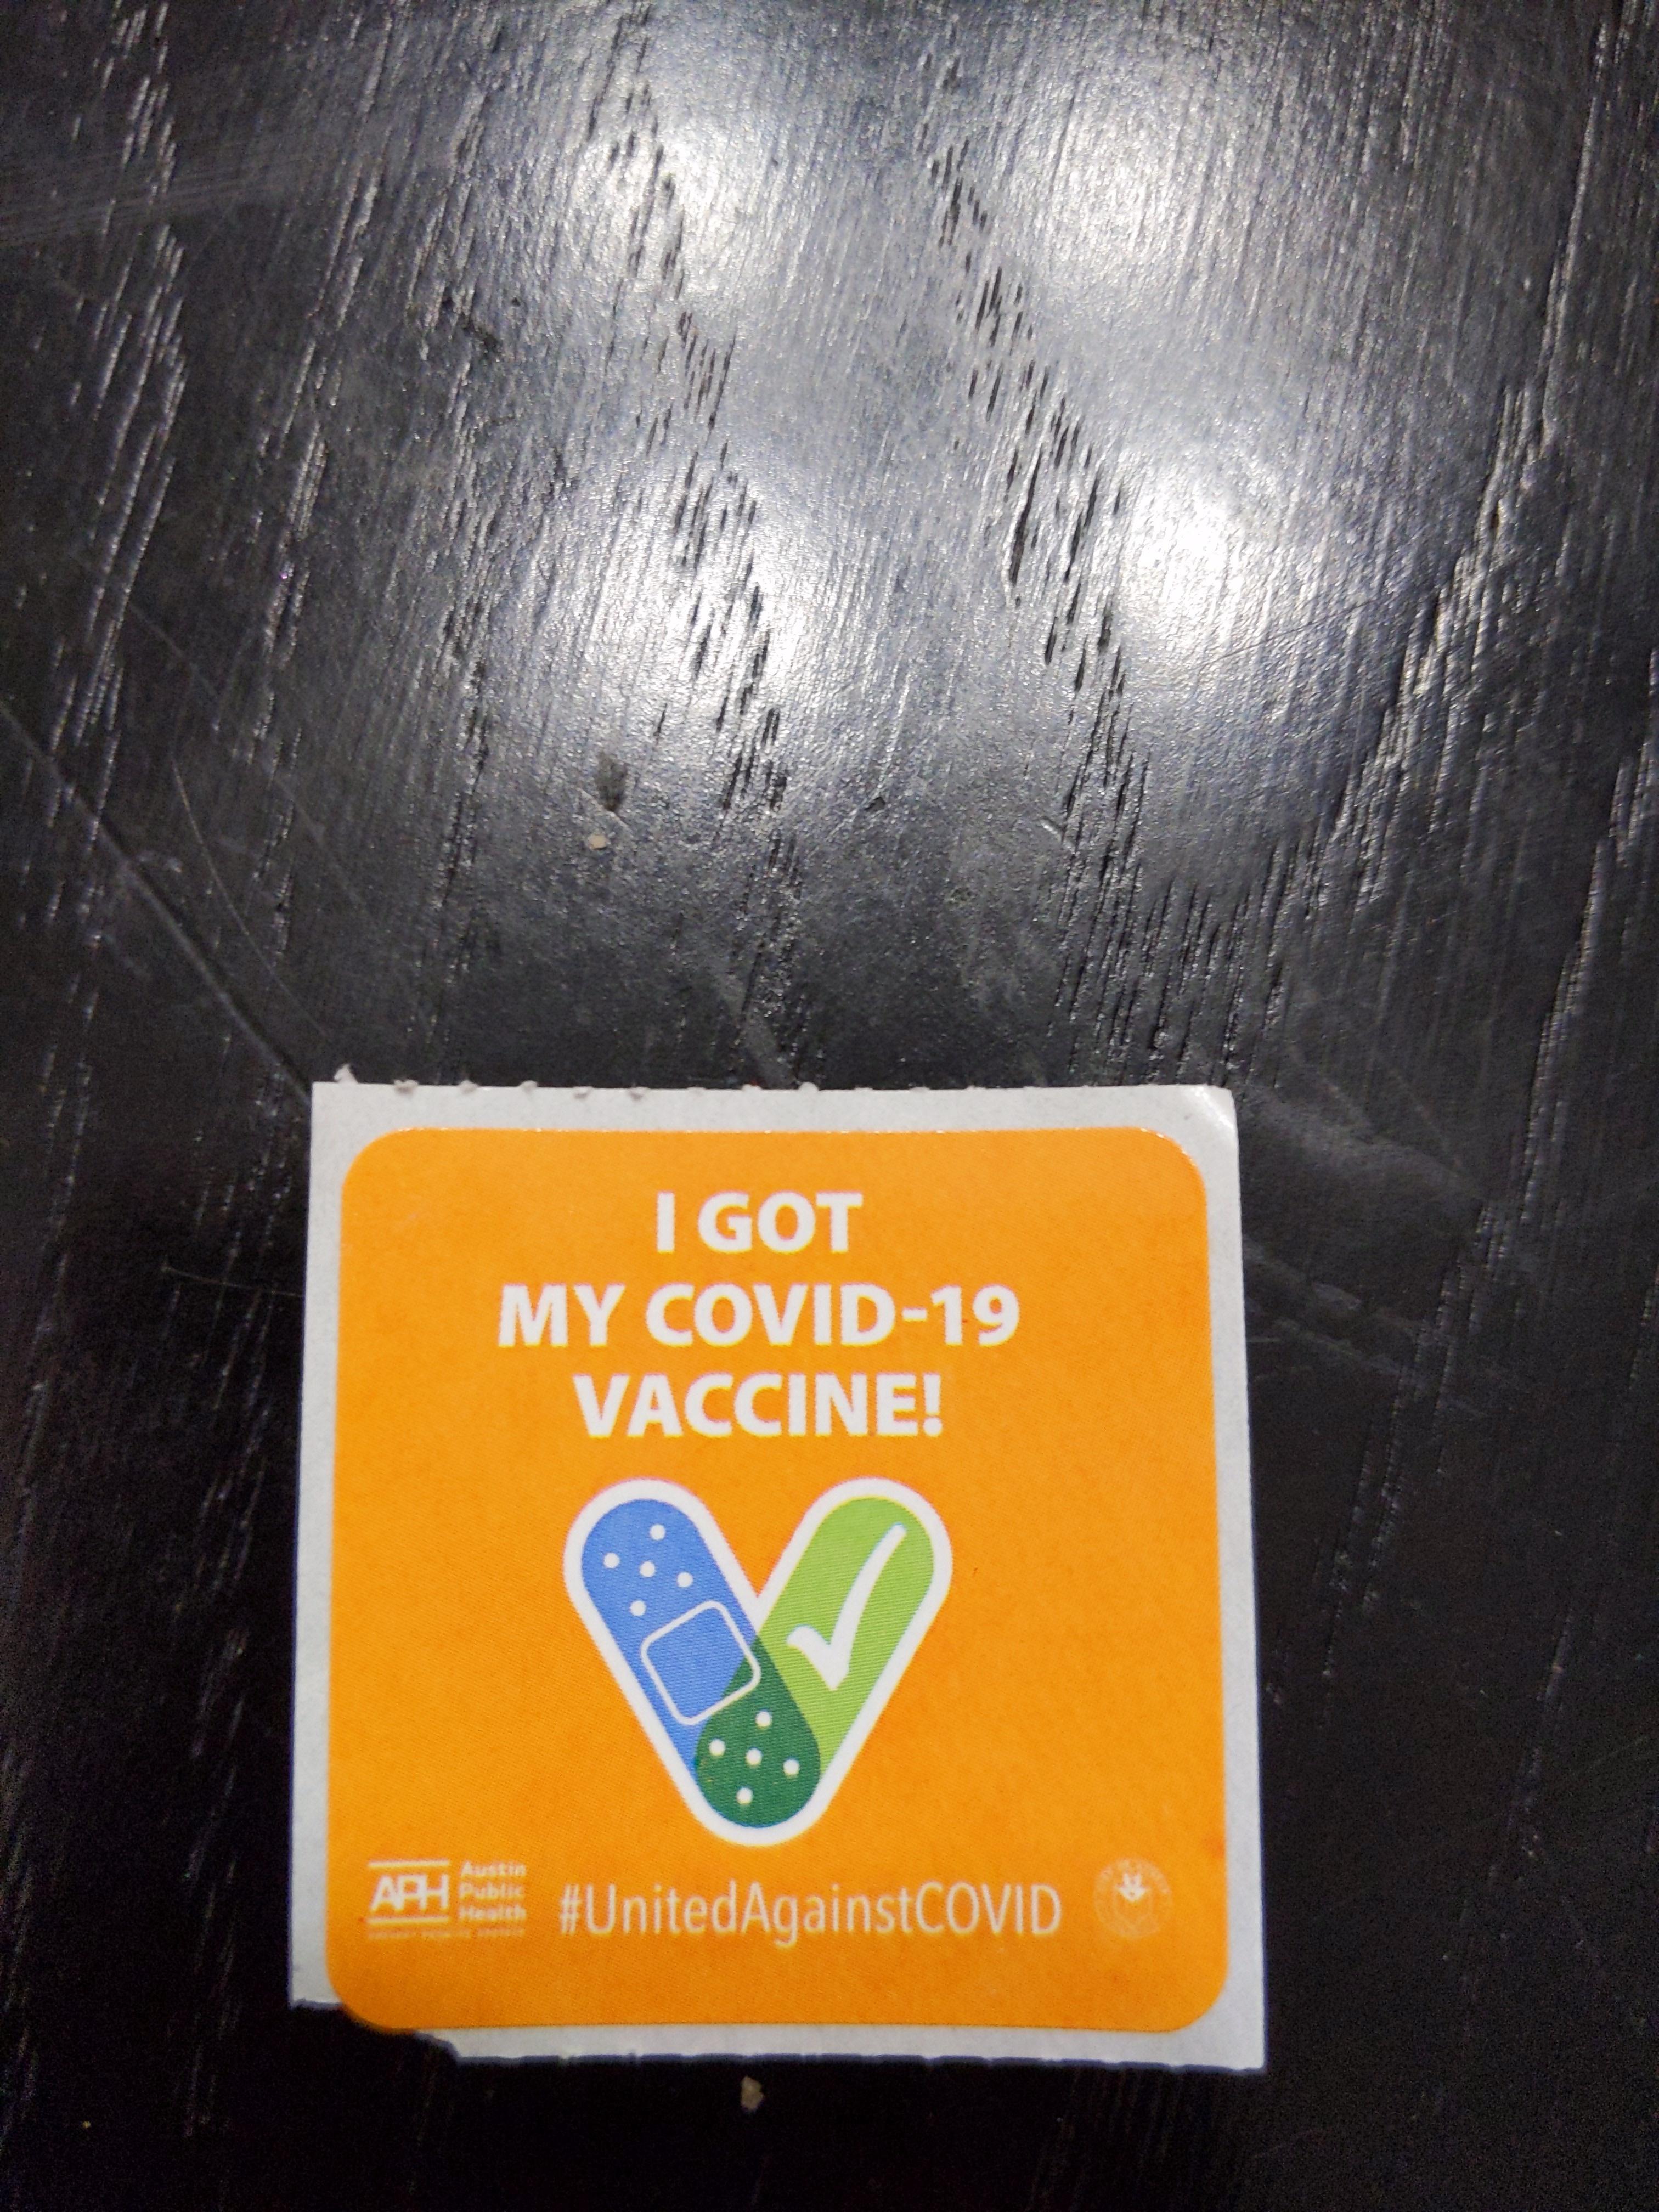 I GOT
MY COVID-19
VACCINE!
APH
Austin
Public
Health
#UnitedAgainstCOVID